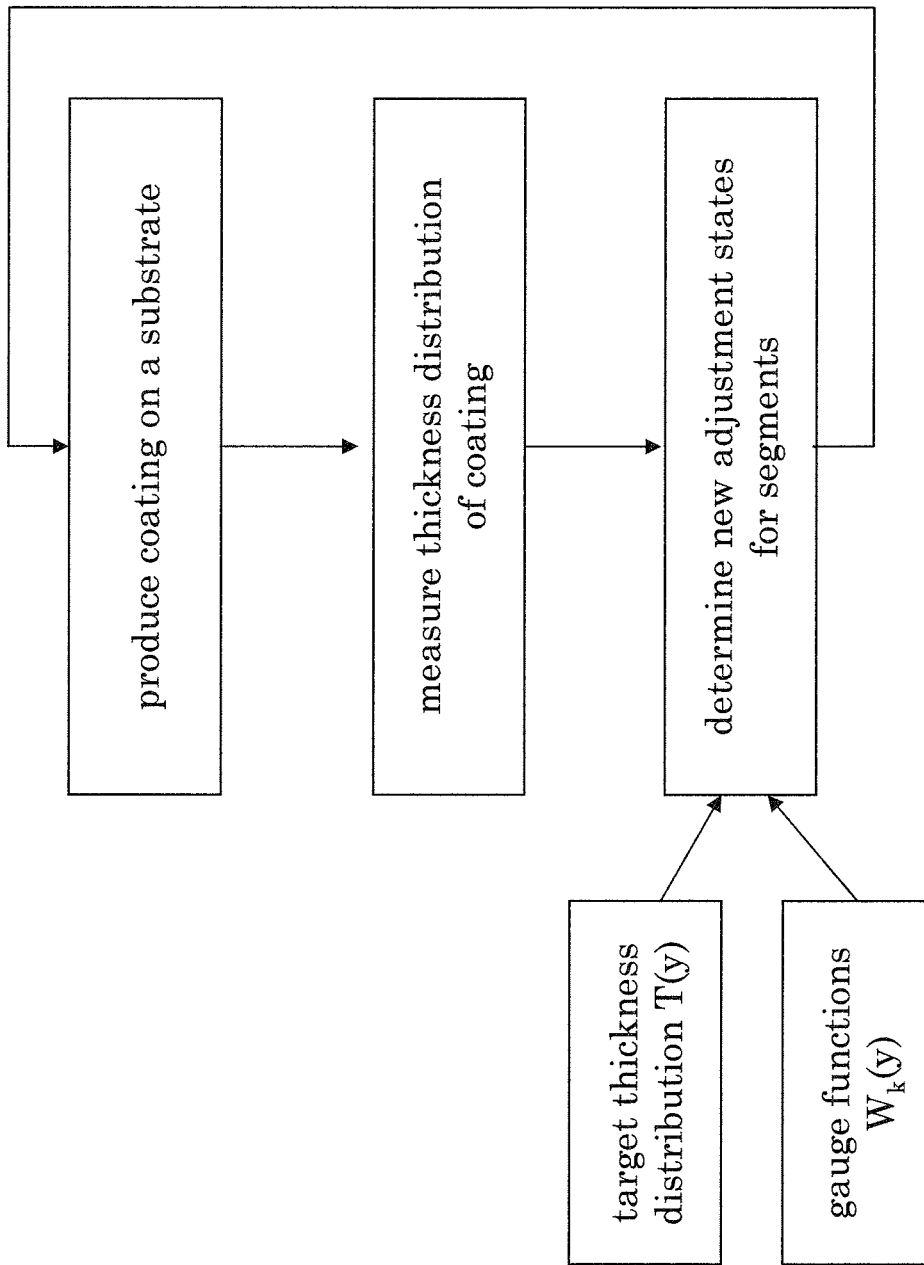 produce coating on a substrate
measure thickness distribution
of coating
determine new adjustment states
for segments
target thickness
distribution T(y)
gauge functions
Wₖ(y)